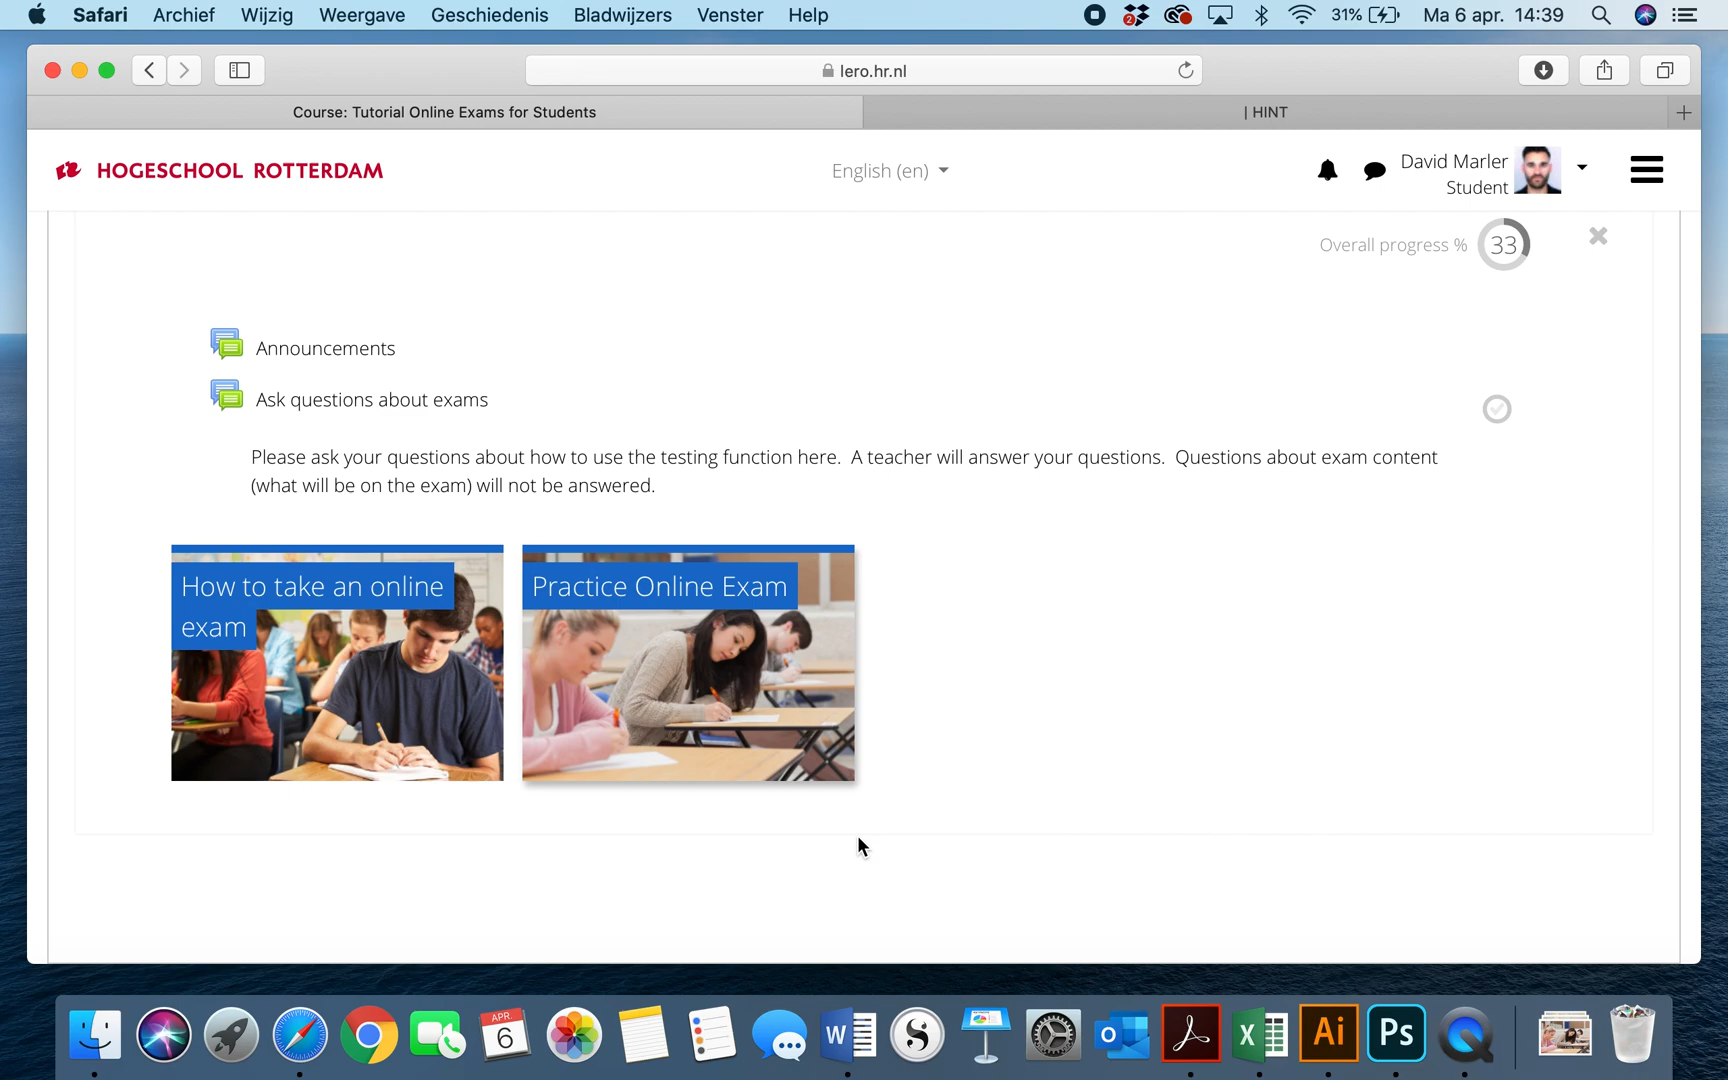 Safari Archief Wijzig Weergave Geschiedenis Bladwijzers Venster Help 2 31% Ma 6 apr. 14:39
lero.hr.nl
Course: Tutorial Online Exams for Students | HINT
HOGESCHOOL ROTTERDAM English (en) David Marler
Student
Overall progress % 33
Announcements
Ask questions about exams
Please ask your questions about how to use the testing function here. A teacher will answer your questions. Questions about exam content
(what will be on the exam) will not be answered.
How to take an online
exam
Practice Online Exam
APR
6
W
S
O
X
Ai
Ps